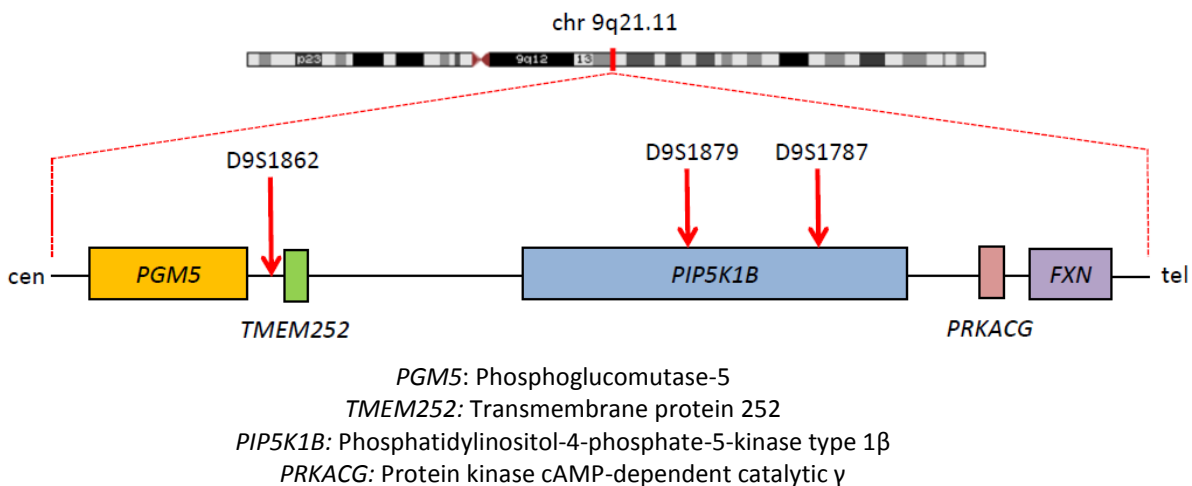 chr 9q21.11
p23 9q12 13
D9S1862 D9S1879 D9S1787
cen PGM5 PIP5K1B FXN tel
TMEM252 PRKACG
PGM5: Phosphoglucomutase-5
TMEM252: Transmembrane protein 252
PIP5K1B: Phosphatidylinositol-4-phosphate-5-kinase type 1β
PRKACG: Protein kinase cAMP-dependent catalytic γ